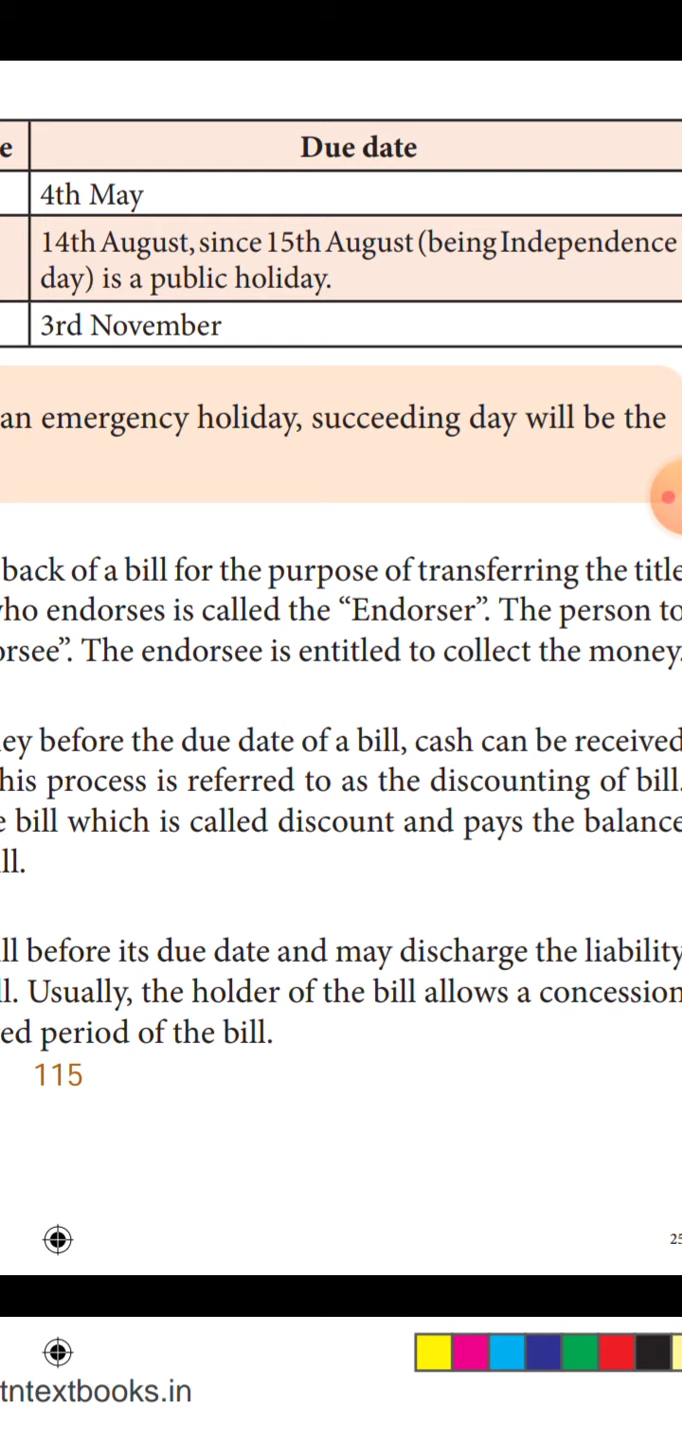 e Due date
4th May
14th August, since 15th August (being Independence
day) is a public holiday.
3rd November
an emergency holiday, succeeding day will be the
back of a bill for the purpose of transferring the title
who endorses is called the “Endorser”. The person to
orsee”. The endorsee is entitled to collect the money.
ey before the due date of a bill, cash can be received
his process is referred to as the discounting of bill.
e bill which is called discount and pays the balance
ll.
ll before its due date and may discharge the liability
l. Usually, the holder of the bill allows a concession
ed period of the bill.
115
25
tntextbooks.in